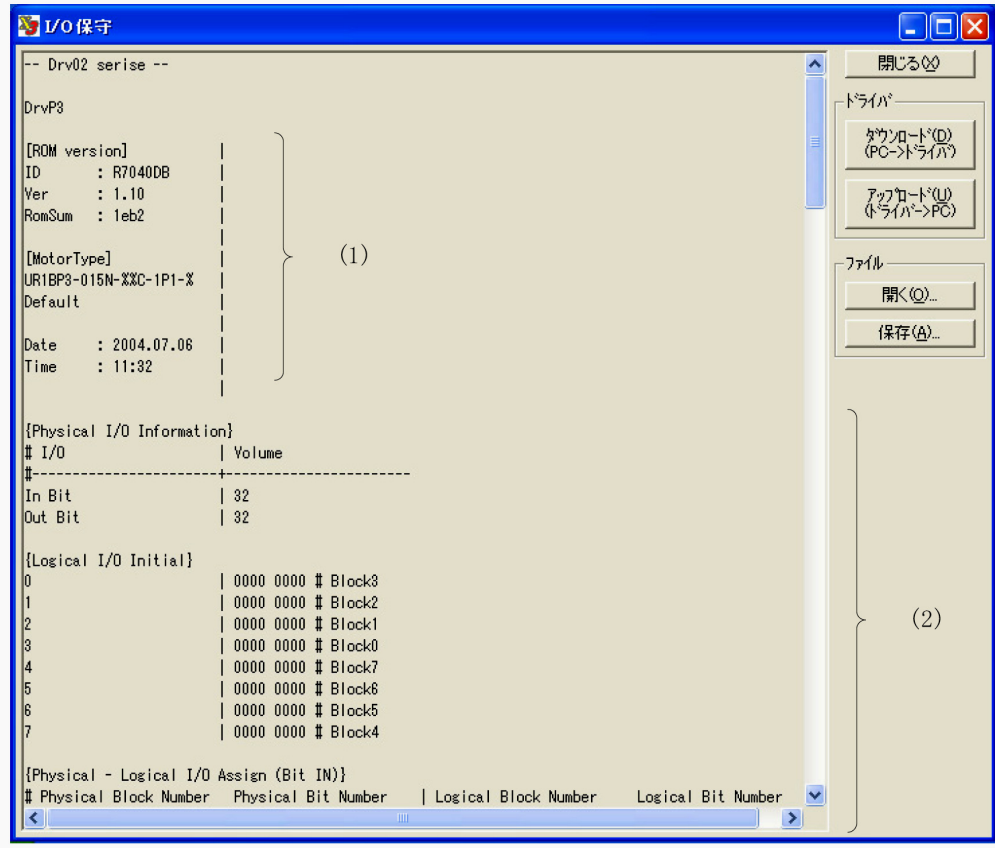 I/O保守
-- Drv02 serise --
DrvP3
[ROM version] |
ID : R7040DB |
Ver : 1.10 |
RomSum : 1eb2 |
|
[MotorType] |
UR1BP3-015N-%%C-1P1-% |
Default |
|
Date : 2004.07.06 |
Time : 11:32 |
|
(1)
{Physical I/O Information}
# I/O | Volume
#-----------------------+-----------------------
In Bit | 32
Out Bit | 32
{Logical I/O Initial}
0 | 0000 0000 # Block3
1 | 0000 0000 # Block2
2 | 0000 0000 # Block1
3 | 0000 0000 # Block0
4 | 0000 0000 # Block7
5 | 0000 0000 # Block6
6 | 0000 0000 # Block5
7 | 0000 0000 # Block4
{Physical - Logical I/O Assign (Bit IN)}
# Physical Block Number Physical Bit Number | Logical Block Number Logical Bit Number
閉じる(X)
ドライバ
ダウンロード(D)
(PC->ドライバ)
アップロード(U)
(ドライバ->PC)
ファイル
開く(O)...
保存(A)...
(2)